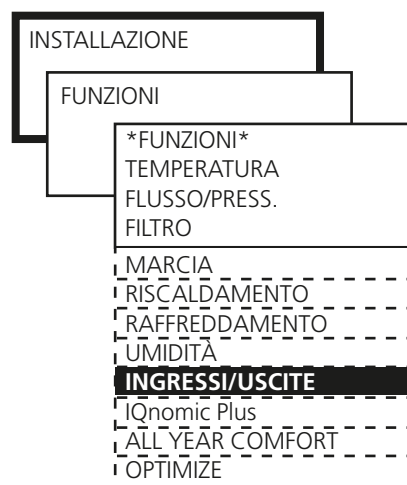 INSTALLAZIONE
FUNZIONI
*FUNZIONI*
TEMPERATURA
FLUSSO/PRESS.
FILTRO
MARCIA
RISCALDAMENTO
RAFFREDDAMENTO
UMIDITÀ
INGRESSI/USCITE
IQnomic Plus
ALL YEAR COMFORT
OPTIMIZE